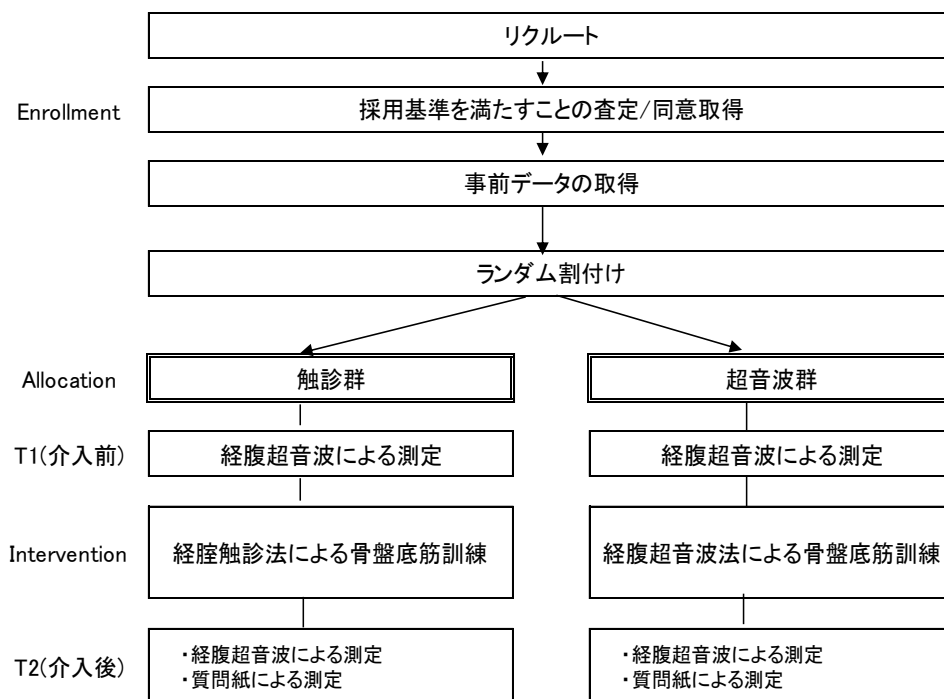 リクルート
Enrollment
採用基準を満たすことの査定/同意取得
事前データの取得
ランダム割付け
Allocation
触診群
超音波群
T1(介入前)
経腹超音波による測定
経腹超音波による測定
Intervention
経腟触診法による骨盤底筋訓練
経腹超音波法による骨盤底筋訓練
T2(介入後)
・経腹超音波による測定
・質問紙による測定
・経腹超音波による測定
・質問紙による測定